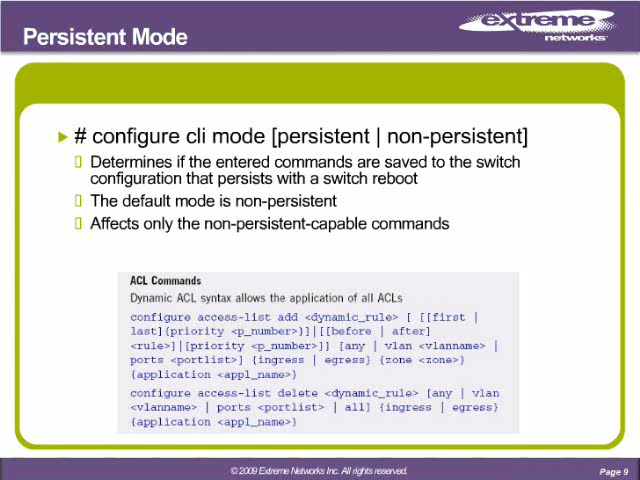 Persistent Mode
extreme
networks
# configure cli mode [persistent | non-persistent]
Determines if the entered commands are saved to the switch
configuration that persists with a switch reboot
The default mode is non-persistent
Affects only the non-persistent-capable commands
ACL Commands
Dynamic ACL syntax allows the application of all ACLs
configure access-list add <dynamic_rule> [ [[first |
last]{priority <p_number>}]|[[before | after]
<rule>]|[priority <p_number>]] [any | vlan <vlanname> |
ports <portlist>] {ingress | egress} {zone <zone>}
{application <appl_name>}
configure access-list delete <dynamic_rule> [any | vlan
<vlanname> | ports <portlist> | all] {ingress | egress}
{application <appl_name>}
© 2009 Extreme Networks Inc. All rights reserved.
Page 9